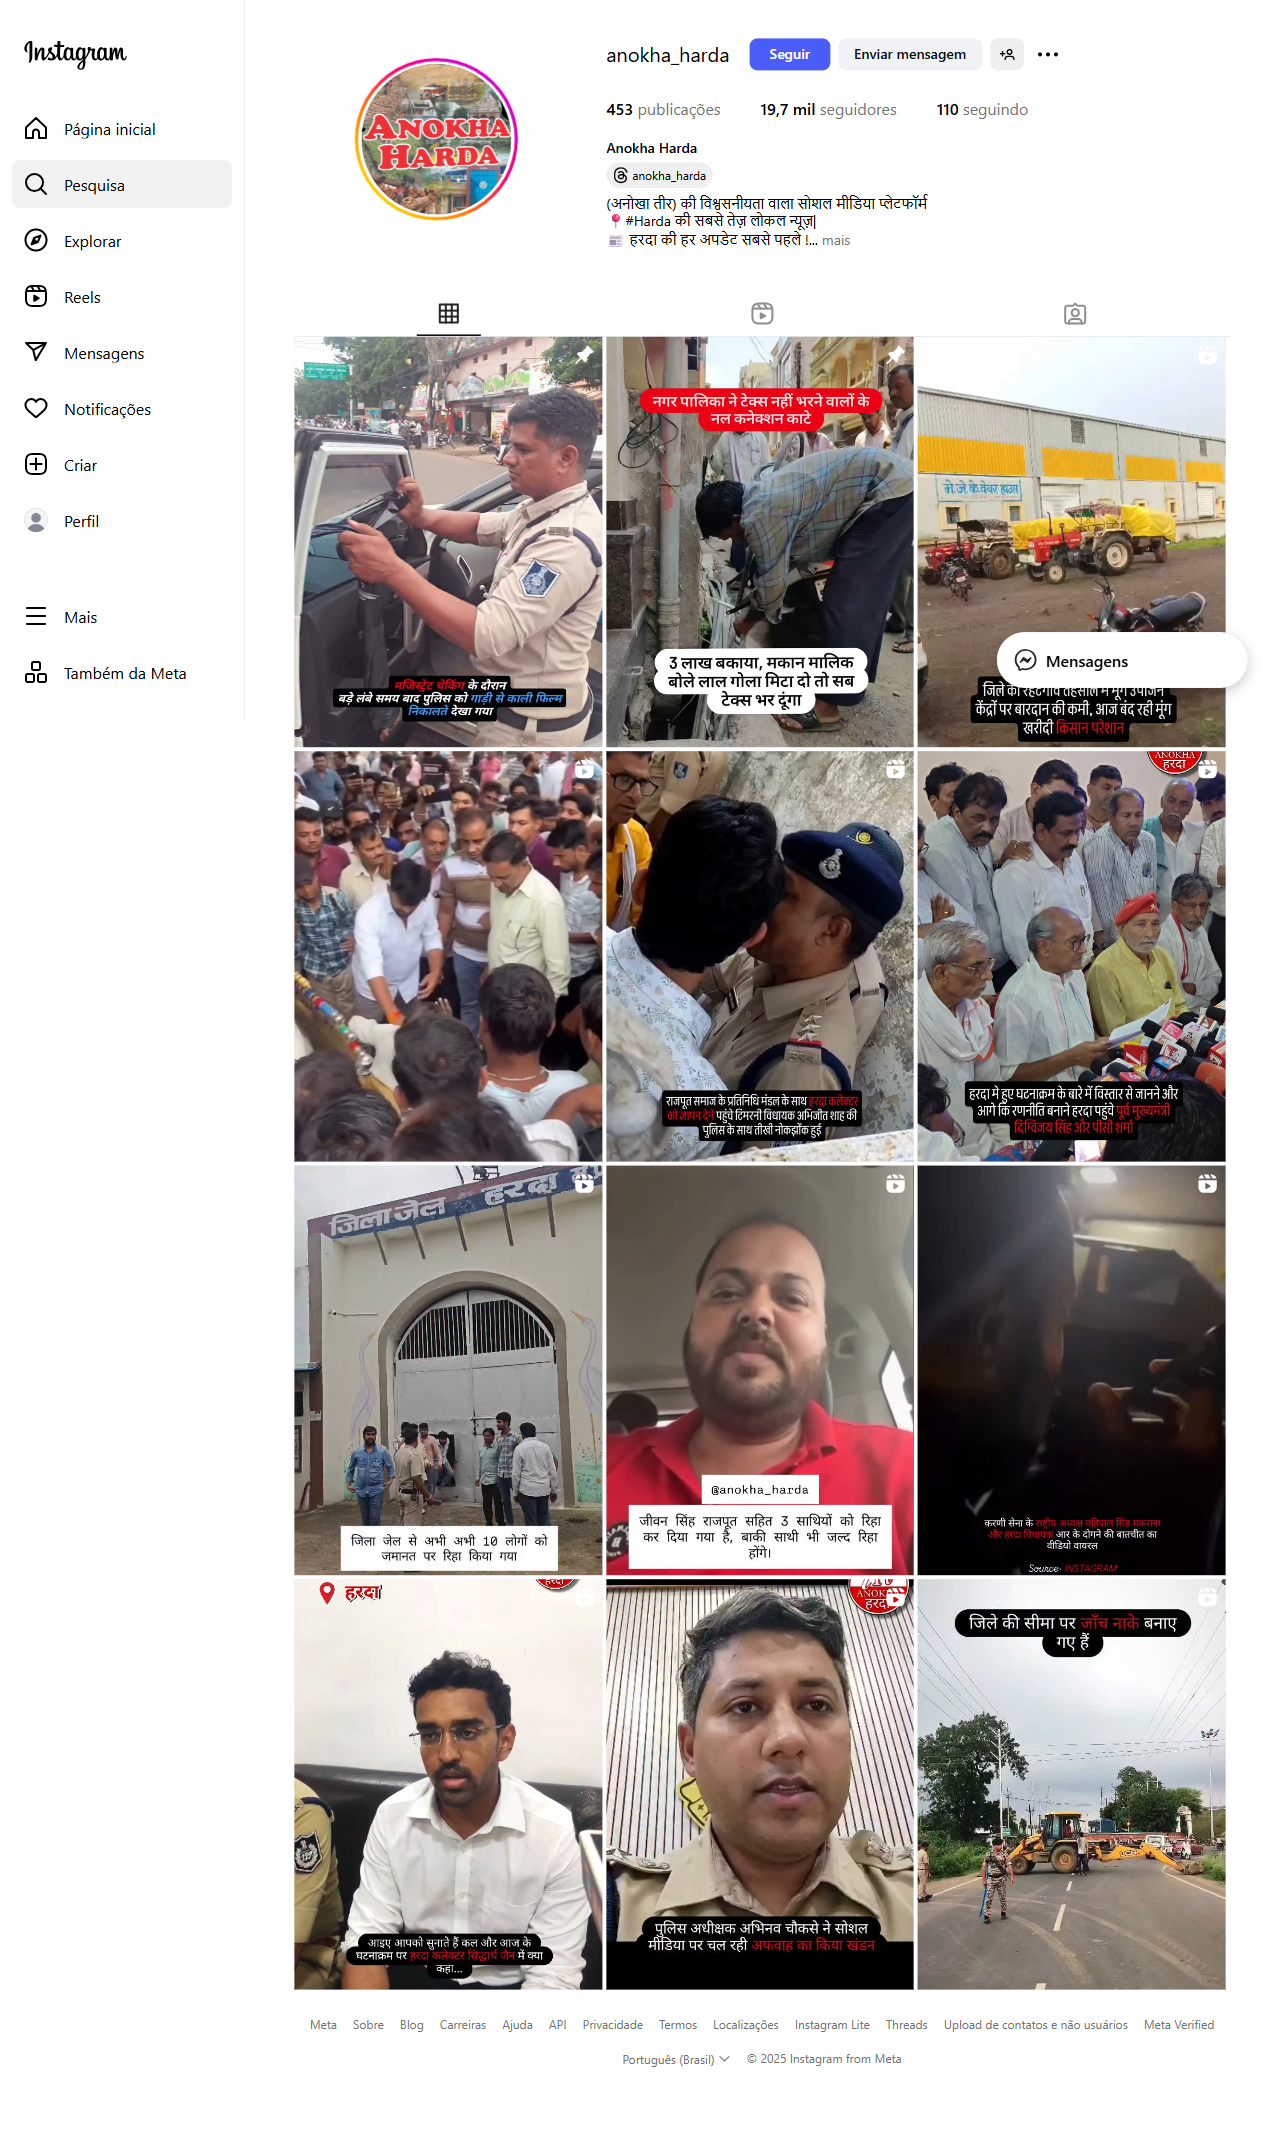 Instagram
Página inicial
Pesquisa
Explorar
Reels
Mensagens
Notificações
Criar
Perfil
Mais
Também da Meta
ANOKHA
HARDA
anokha_harda
Seguir
Enviar mensagem
453 publicações
19,7 mil seguidores
110 seguindo
Anokha Harda
anokha_harda
(अनोखा तीर) की विश्वसनीयता वाला सोशल मीडिया प्लेटफॉर्म
#Harda की सबसे तेज़ लोकल न्यूज़|
हरदा की हर अपडेट सबसे पहले !... mais
मजिस्ट्रेट चेकिंग के दौरान
बड़े लंबे समय बाद पुलिस को गाड़ी से काली फिल्म
निकालते देखा गया
नगर पालिका ने टेक्स नहीं भरने वालों के
नल कनेक्शन काटे
3 लाख बकाया, मकान मालिक
बोले लाल गोला मिटा दो तो सब
टेक्स भर दूंगा
मे.जे.के.वेयर हाउस
Mensagens
जिले की रहटगांव तहसील में मूंग उपार्जन
केंद्रों पर बारदान की कमी, आज बंद रही मूंग
खरीदी किसान परेशान
राजपूत समाज के प्रतिनिधि मंडल के साथ हरदा कलेक्टर
को ज्ञापन देने पहुंचे टिमरनी विधायक अभिजीत शाह की
पुलिस के साथ तीखी नोकझोंक हुई
ANOKHA
हरदा
हरदा मे हुए घटनाक्रम के बारे में विस्तार से जानने और
आगे कि रणनीति बनाने हरदा पहुंचे पूर्व मुख्यमंत्री
दिग्विजय सिंह और पीसी शर्मा
जिला जेल हरदा
जिला जेल से अभी अभी 10 लोगों को
जमानत पर रिहा किया गया
@anokha_harda
जीवन सिंह राजपूत सहित 3 साथियों को रिहा
कर दिया गया है, बाकी साथी भी जल्द रिहा
होंगे।
करणी सेना के राष्ट्रीय अध्यक्ष महिपाल सिंह मकराना
और हरदा विधायक आर के दोगने की बातचीत का
वीडियो वायरल
Source- INSTAGRAM
हरदा
हरदा
आइए आपको सुनाते हैं कल और आज के
घटनाक्रम पर हरदा कलेक्टर सिद्धार्थ जैन में क्या
कहा...
ANOKHA
हरदा
पुलिस अधीक्षक अभिनव चौकसे ने सोशल
मीडिया पर चल रही अफवाह का किया खंडन
जिले की सीमा पर जाँच नाके बनाए
गए हैं
JCB
Meta
Sobre
Blog
Carreiras
Ajuda
API
Privacidade
Termos
Localizações
Instagram Lite
Threads
Upload de contatos e não usuários
Meta Verified
Português (Brasil)
© 2025 Instagram from Meta